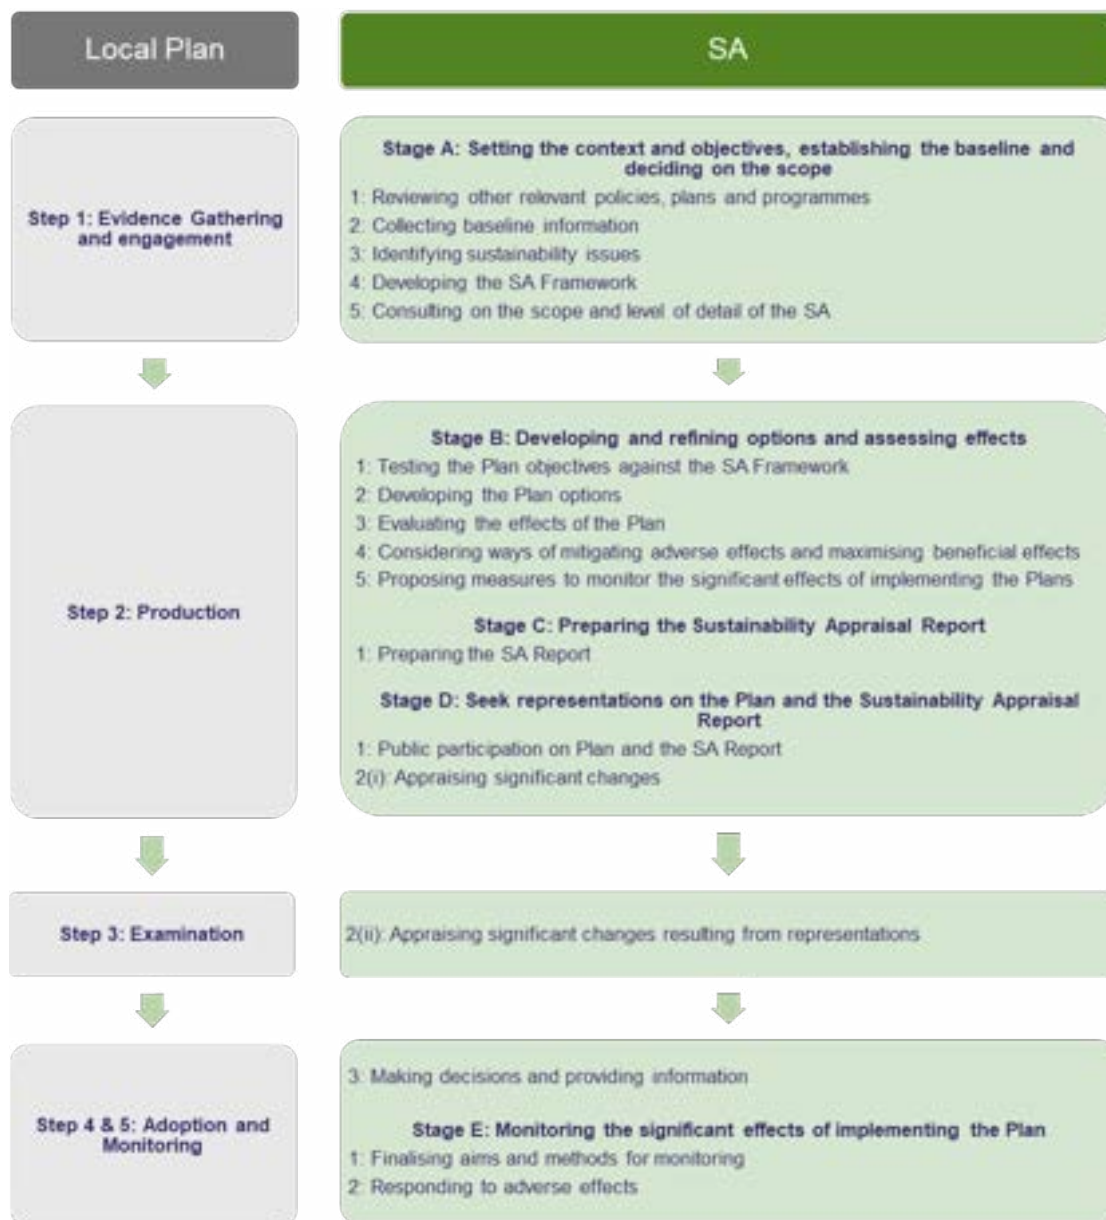 Local Plan
SA
Step 1: Evidence Gathering
and engagement
Stage A: Setting the context and objectives, establishing the baseline and
deciding on the scope
1: Reviewing other relevant policies, plans and programmes
2: Collecting baseline information
3: Identifying sustainability issues
4: Developing the SA Framework
5: Consulting on the scope and level of detail of the SA
Step 2: Production
Stage B: Developing and refining options and assessing effects
1: Testing the Plan objectives against the SA Framework
2: Developing the Plan options
3: Evaluating the effects of the Plan
4: Considering ways of mitigating adverse effects and maximising beneficial effects
5: Proposing measures to monitor the significant effects of implementing the Plans
Stage C: Preparing the Sustainability Appraisal Report
1: Preparing the SA Report
Stage D: Seek representations on the Plan and the Sustainability Appraisal
Report
1: Public participation on Plan and the SA Report
2(i): Appraising significant changes
Step 3: Examination
2(ii): Appraising significant changes resulting from representations
Step 4 & 5: Adoption and
Monitoring
3: Making decisions and providing information
Stage E: Monitoring the significant effects of implementing the Plan
1: Finalising aims and methods for monitoring
2: Responding to adverse effects